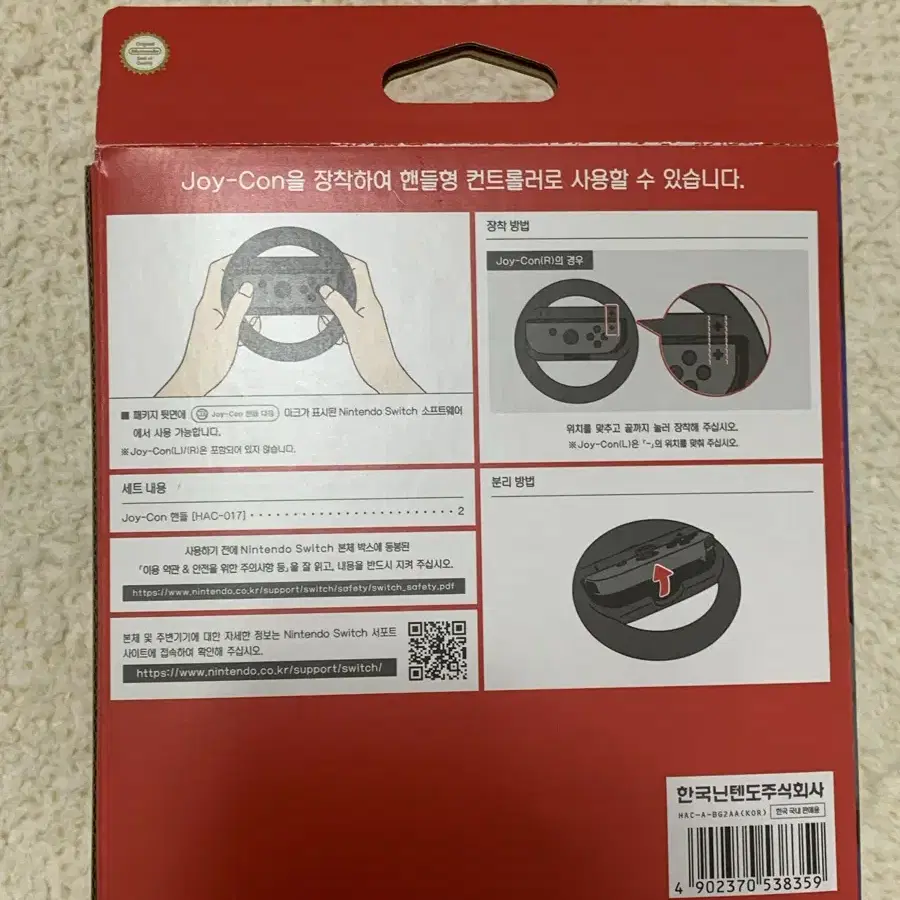 Original
Nintendo
Seal of
Quality
Joy-Con을 장착하여 핸들형 컨트롤러로 사용할 수 있습니다.
■ 패키지 뒷면에 Joy-Con 핸들 대응 마크가 표시된 Nintendo Switch 소프트웨어
에서 사용 가능합니다.
※Joy-Con(L)/(R)은 포함되어 있지 않습니다.
세트 내용
Joy-Con 핸들 [HAC-017] 2
사용하기 전에 Nintendo Switch 본체 박스에 동봉된
「이용 약관 & 안전을 위한 주의사항 등」을 잘 읽고, 내용을 반드시 지켜 주십시오.
https://www.nintendo.co.kr/support/switch/safety/switch_safety.pdf
본체 및 주변기기에 대한 자세한 정보는 Nintendo Switch 서포트
사이트에 접속하여 확인해 주십시오.
https://www.nintendo.co.kr/support/switch/
장착 방법
Joy-Con(R)의 경우
위치를 맞추고 끝까지 눌러 장착해 주십시오.
※Joy-Con(L)은 「-」의 위치를 맞춰 주십시오.
분리 방법
한국닌텐도주식회사
HAC-A-BG2AA(KOR) 한국 국내 판매용
4 902370 538359